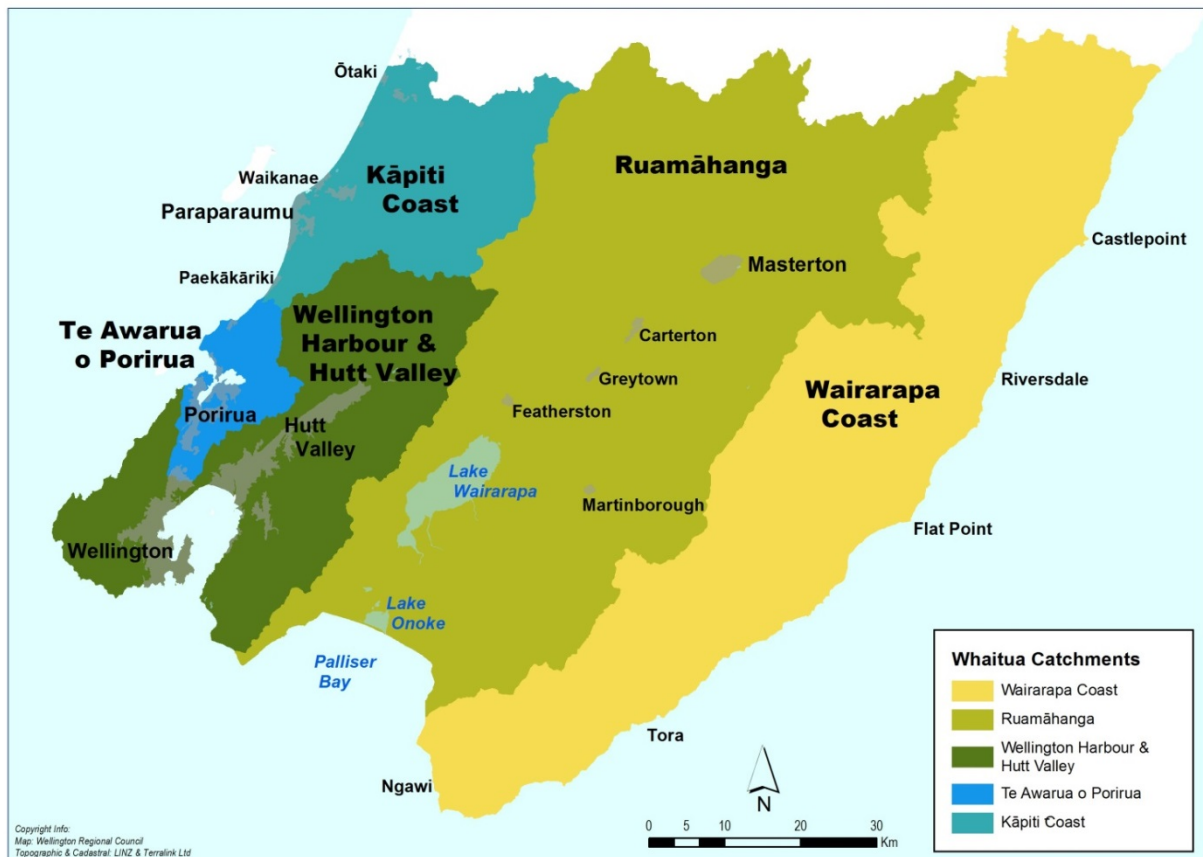 Ōtaki
Waikanae
Paraparaumu
Paekākāriki
Kāpiti
Coast
Ruamāhanga
Masterton
Castlepoint
Te Awarua
o Porirua
Wellington
Harbour &
Hutt Valley
Carterton
Greytown
Featherston
Wairarapa
Coast
Riversdale
Porirua
Hutt
Valley
Lake
Wairarapa
Martinborough
Flat Point
Wellington
Lake
Onoke
Palliser
Bay
Tora
Ngawi
N
0 10 20 30
Km
Whaitua Catchments
Wairarapa Coast
Ruamāhanga
Wellington Harbour &
Hutt Valley
Te Awarua o Porirua
Kāpiti Coast
Copyright Info:
Map: Wellington Regional Council
Topographic & Cadastral: LINZ & Terralink Ltd